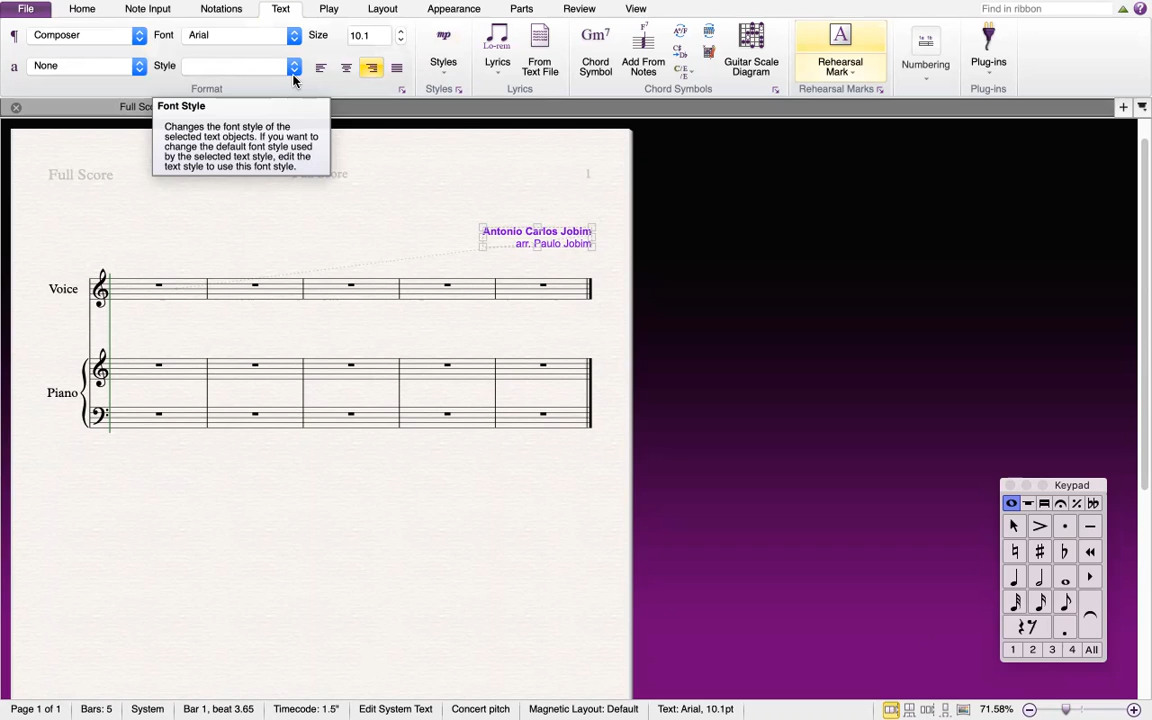 File Home Note Input Notations Text Play Layout Appearance Parts Review View Find in ribbon
¶ Composer Font Arial Size 10.1
a None Style
mp Styles
Lo-rem Lyrics
From Text File
Gm7 Chord Symbol
Add From Notes
Guitar Scale Diagram
A Rehearsal Mark
Numbering
Plug-ins
Format Styles Lyrics Chord Symbols Rehearsal Marks Plug-ins
Full Sco
Font Style
Changes the font style of the
selected text objects. If you want to
change the default font style used
by the selected text style, edit the
text style to use this font style.
Full Score 1
Antonio Carlos Jobim
arr. Paulo Jobim
Voice
Piano
Keypad
1 2 3 4 All
Page 1 of 1 Bars: 5 System Bar 1, beat 3.65 Timecode: 1.5" Edit System Text Concert pitch Magnetic Layout: Default Text: Arial, 10.1pt 71.58%